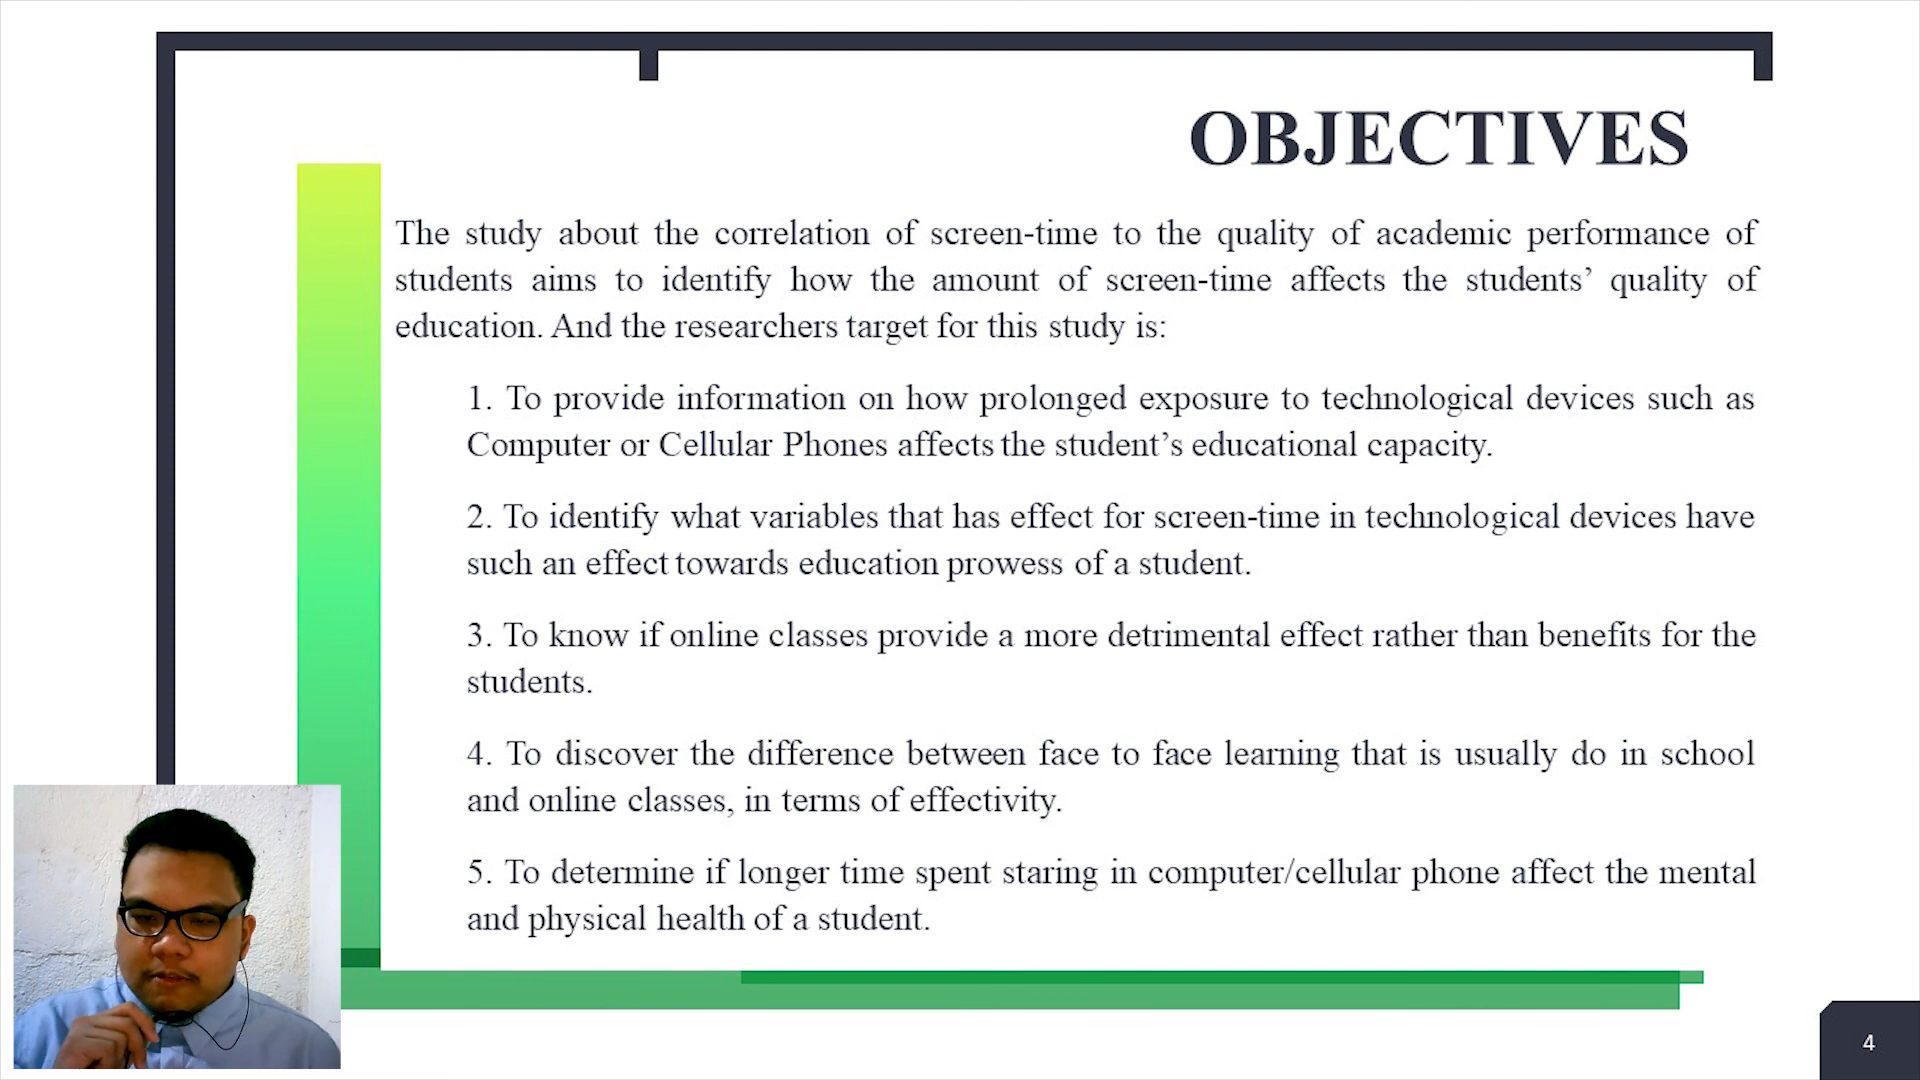 OBJECTIVES
The study about the correlation of screen-time to the quality of academic performance of
students aims to identify how the amount of screen-time affects the students’ quality of
education. And the researchers target for this study is:
1. To provide information on how prolonged exposure to technological devices such as
Computer or Cellular Phones affects the student’s educational capacity.
2. To identify what variables that has effect for screen-time in technological devices have
such an effect towards education prowess of a student.
3. To know if online classes provide a more detrimental effect rather than benefits for the
students.
4. To discover the difference between face to face learning that is usually do in school
and online classes, in terms of effectivity.
5. To determine if longer time spent staring in computer/cellular phone affect the mental
and physical health of a student.
4